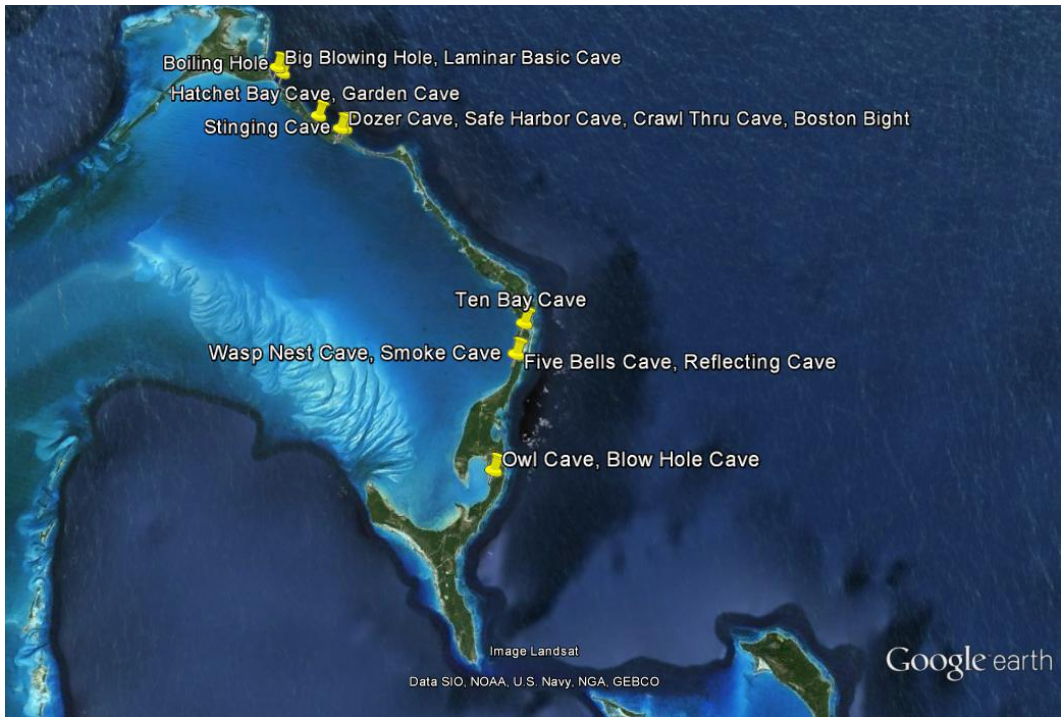 Boiling Hole
Big Blowing Hole, Laminar Basic Cave
Hatchet Bay Cave, Garden Cave
Stinging Cave
Dozer Cave, Safe Harbor Cave, Crawl Thru Cave, Boston Bight
Ten Bay Cave
Wasp Nest Cave, Smoke Cave
Five Bells Cave, Reflecting Cave
Owl Cave, Blow Hole Cave
Image Landsat
Google earth
Data SIO, NOAA, U.S. Navy, NGA, GEBCO